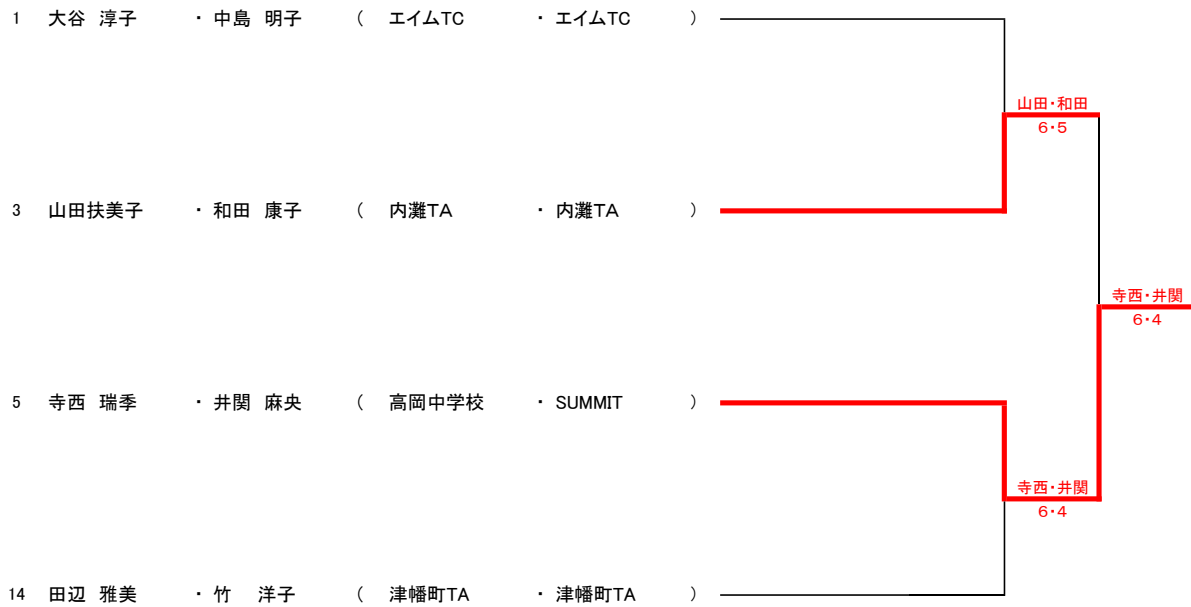 1 大谷 淳子 ・ 中島 明子 ( エイムTC ・ エイムTC )
山田・和田
6・5
3 山田扶美子 ・ 和田 康子 ( 内灘TA ・ 内灘TA )
寺西・井関
6・4
5 寺西 瑞季 ・ 井関 麻央 ( 高岡中学校 ・ SUMMIT )
寺西・井関
6・4
14 田辺 雅美 ・ 竹 洋子 ( 津幡町TA ・ 津幡町TA )